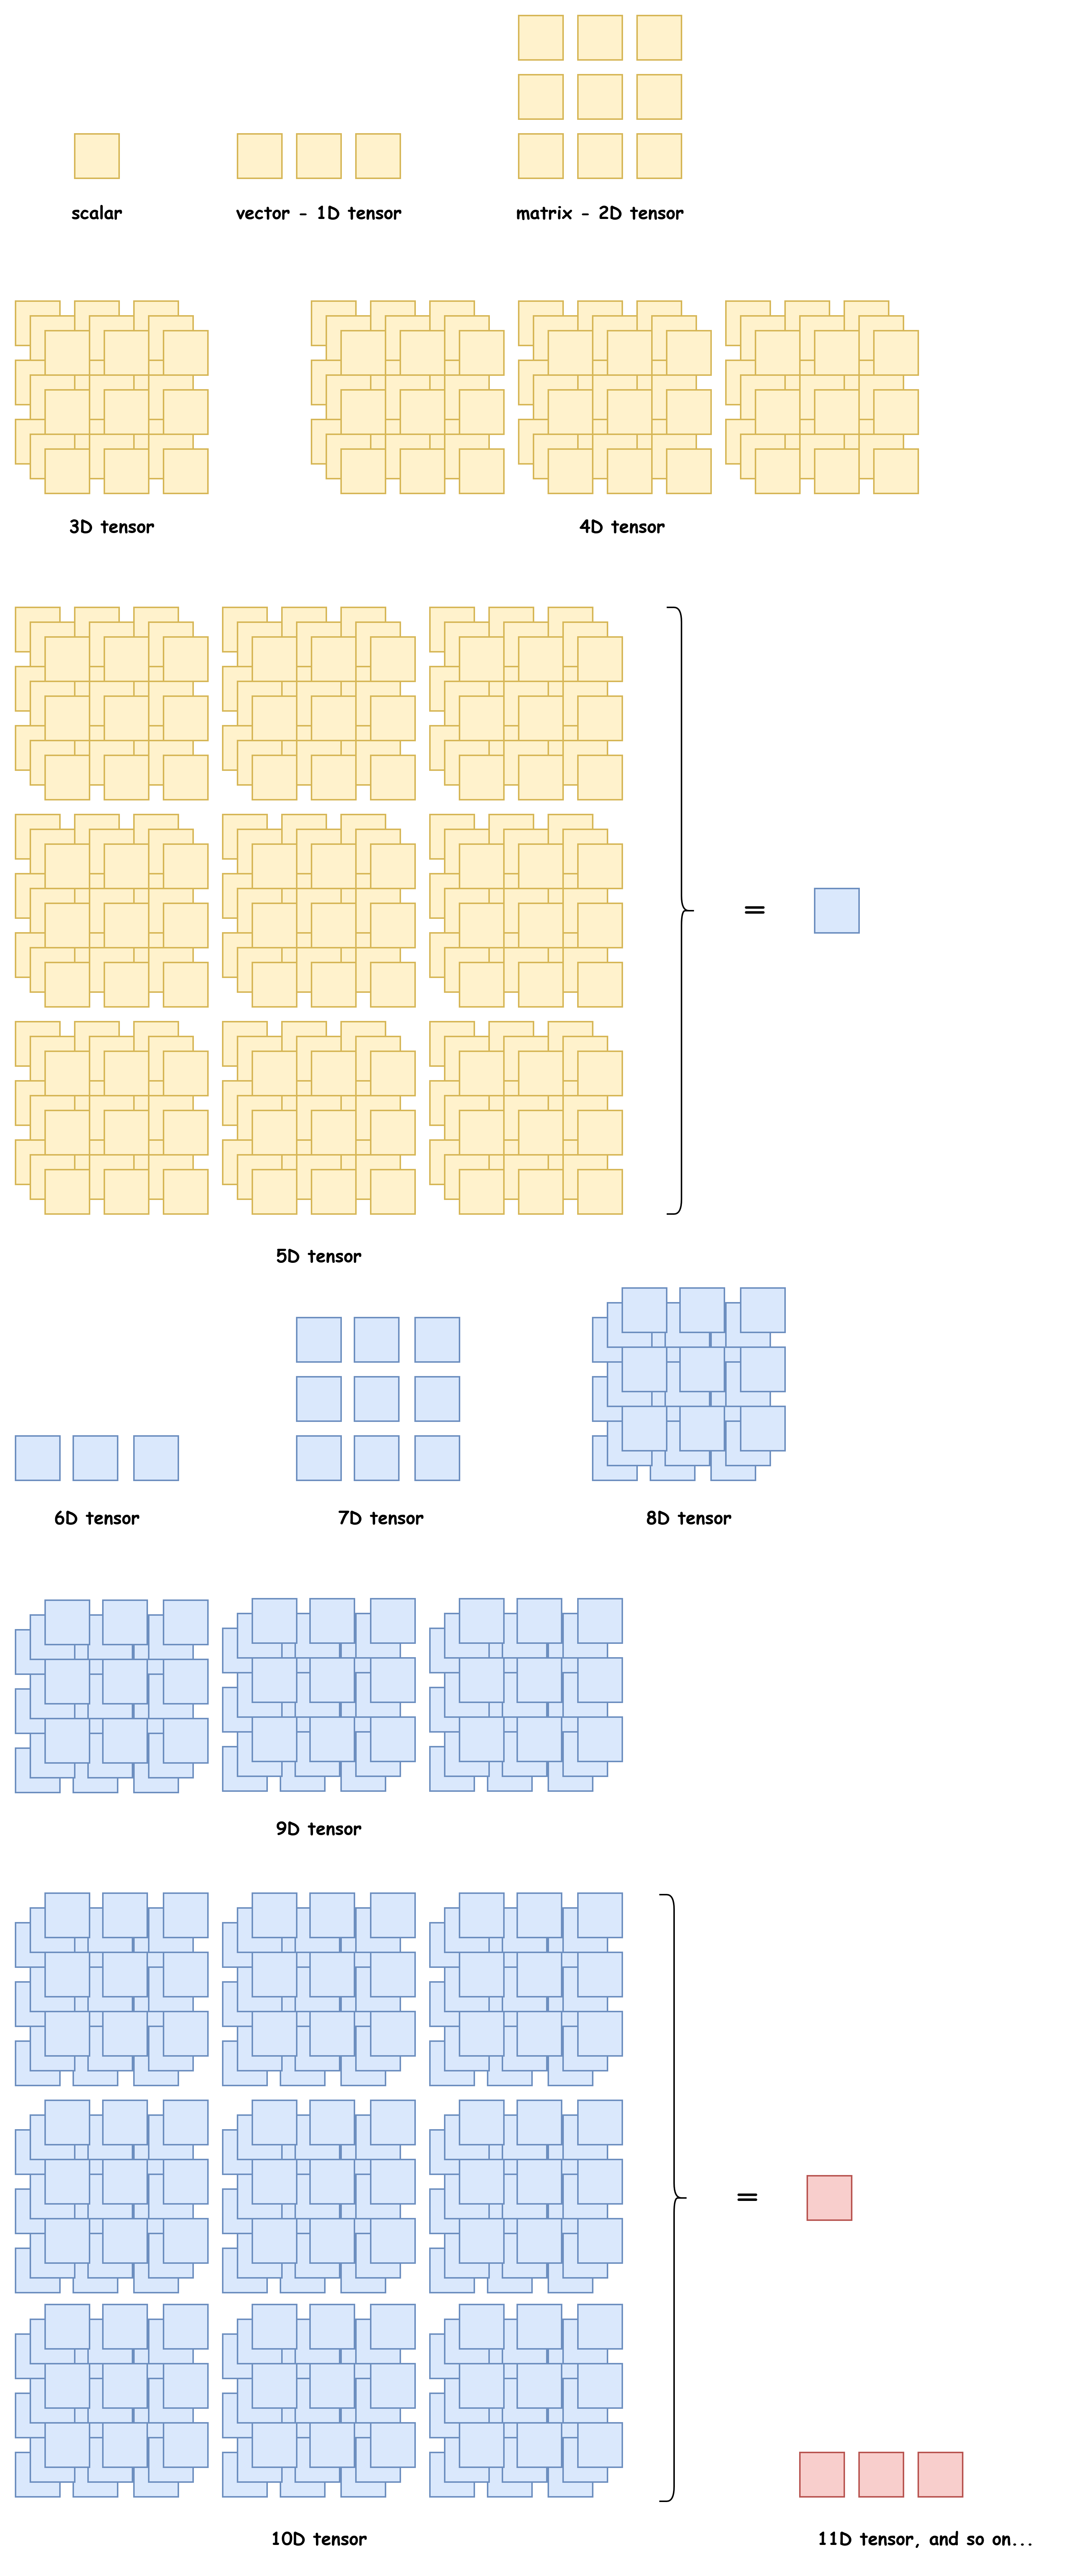 scalar
vector - 1D tensor
matrix - 2D tensor
3D tensor
4D tensor
=
5D tensor
6D tensor
7D tensor
8D tensor
9D tensor
=
10D tensor
11D tensor, and so on...